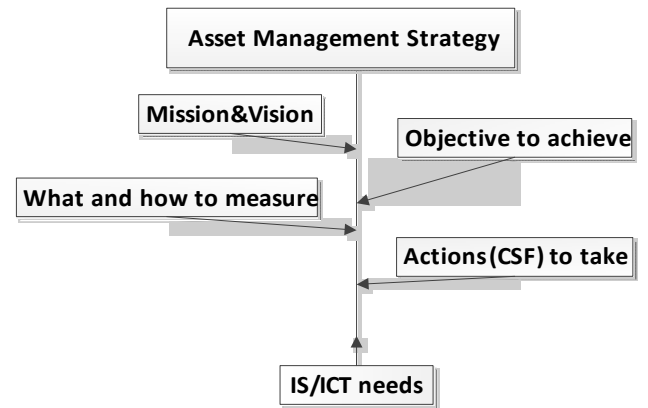 Asset Management Strategy
Mission&Vision
Objective to achieve
What and how to measure
Actions(CSF) to take
IS/ICT needs